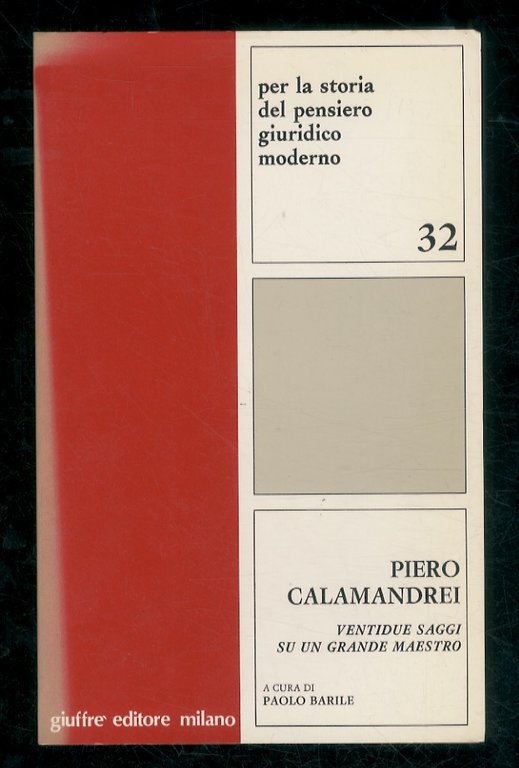 per la storia
del pensiero
giuridico
moderno
32
PIERO
CALAMANDREI
VENTIDUE SAGGI
SU UN GRANDE MAESTRO
A CURA DI
PAOLO BARILE
giuffrè editore milano